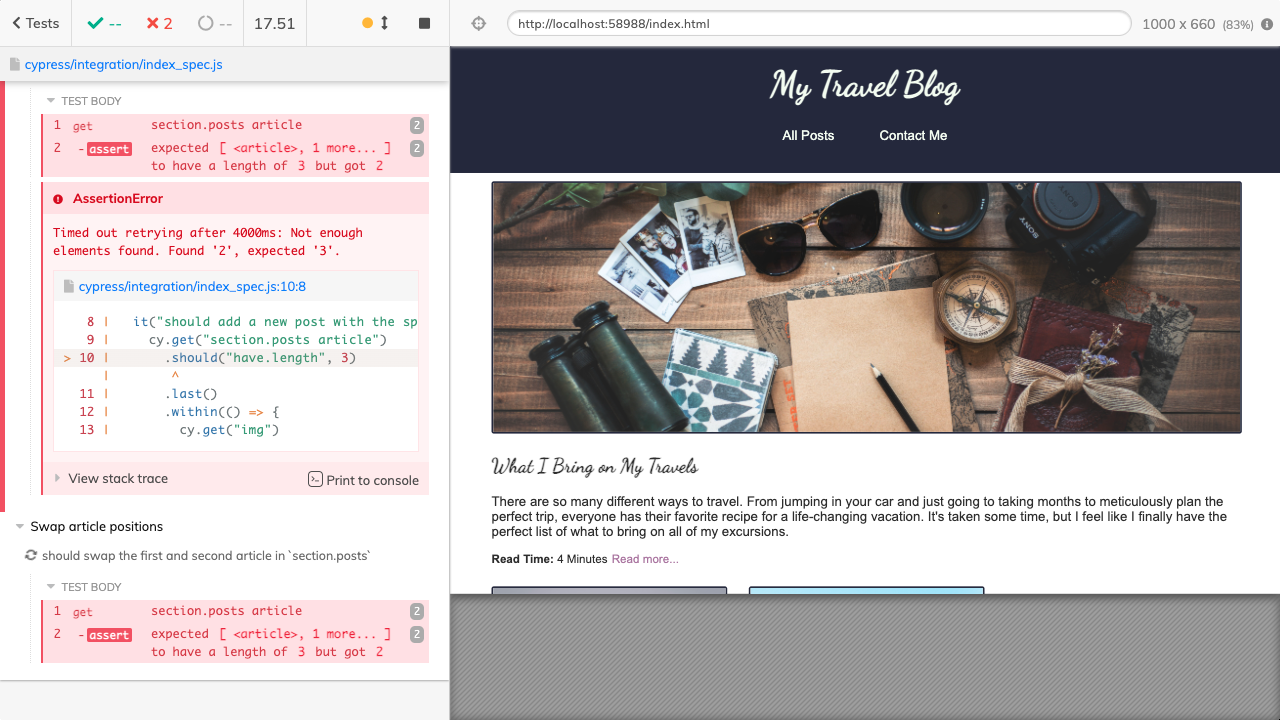 Tests
--
2
--
17.51
http://localhost:58988/index.html
1000 x 660 (83%)
cypress/integration/index_spec.js
TEST BODY
1 get section.posts article 2
2 -assert expected [ <article>, 1 more... ] 2
to have a length of 3 but got 2
AssertionError
Timed out retrying after 4000ms: Not enough
elements found. Found '2', expected '3'.
cypress/integration/index_spec.js:10:8
8 | it("should add a new post with the sp
9 | cy.get("section.posts article")
> 10 | .should("have.length", 3)
| ^
11 | .last()
12 | .within(() => {
13 | cy.get("img")
View stack trace
Print to console
Swap article positions
should swap the first and second article in `section.posts`
TEST BODY
1 get section.posts article 2
2 -assert expected [ <article>, 1 more... ] 2
to have a length of 3 but got 2
My Travel Blog
All Posts
Contact Me
SONY
What I Bring on My Travels
There are so many different ways to travel. From jumping in your car and just going to taking months to meticulously plan the
perfect trip, everyone has their favorite recipe for a life-changing vacation. It's taken some time, but I feel like I finally have the
perfect list of what to bring on all of my excursions.
Read Time: 4 Minutes Read more...